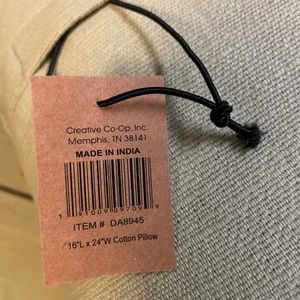 Creative Co-Op, Inc.
Memphis, TN 38141
MADE IN INDIA
ITEM # DA8945
16"L x 24"W Cotton Pillow